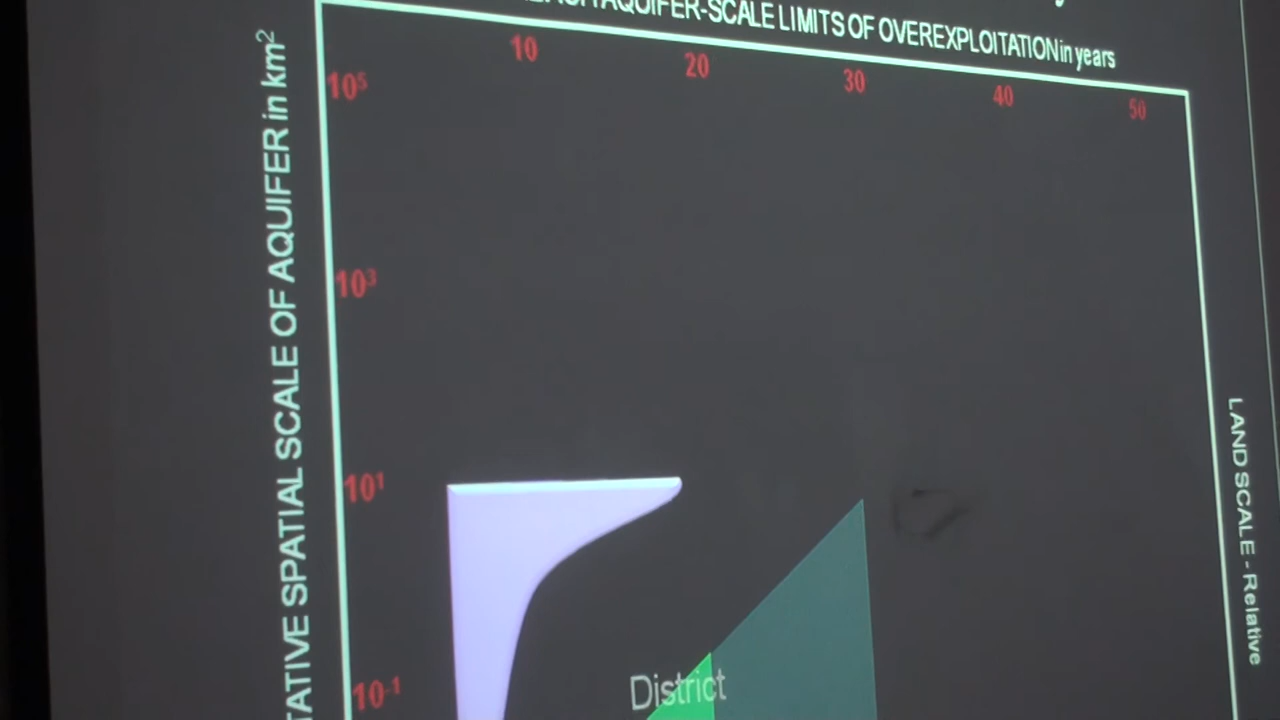 AQUIFER-SCALE LIMITS OF OVEREXPLOITATION in years
10 20 30 40 50
10⁵
10³
10¹
10⁻¹
SPATIAL SCALE OF AQUIFER in km²
District
LAND SCALE - Relative